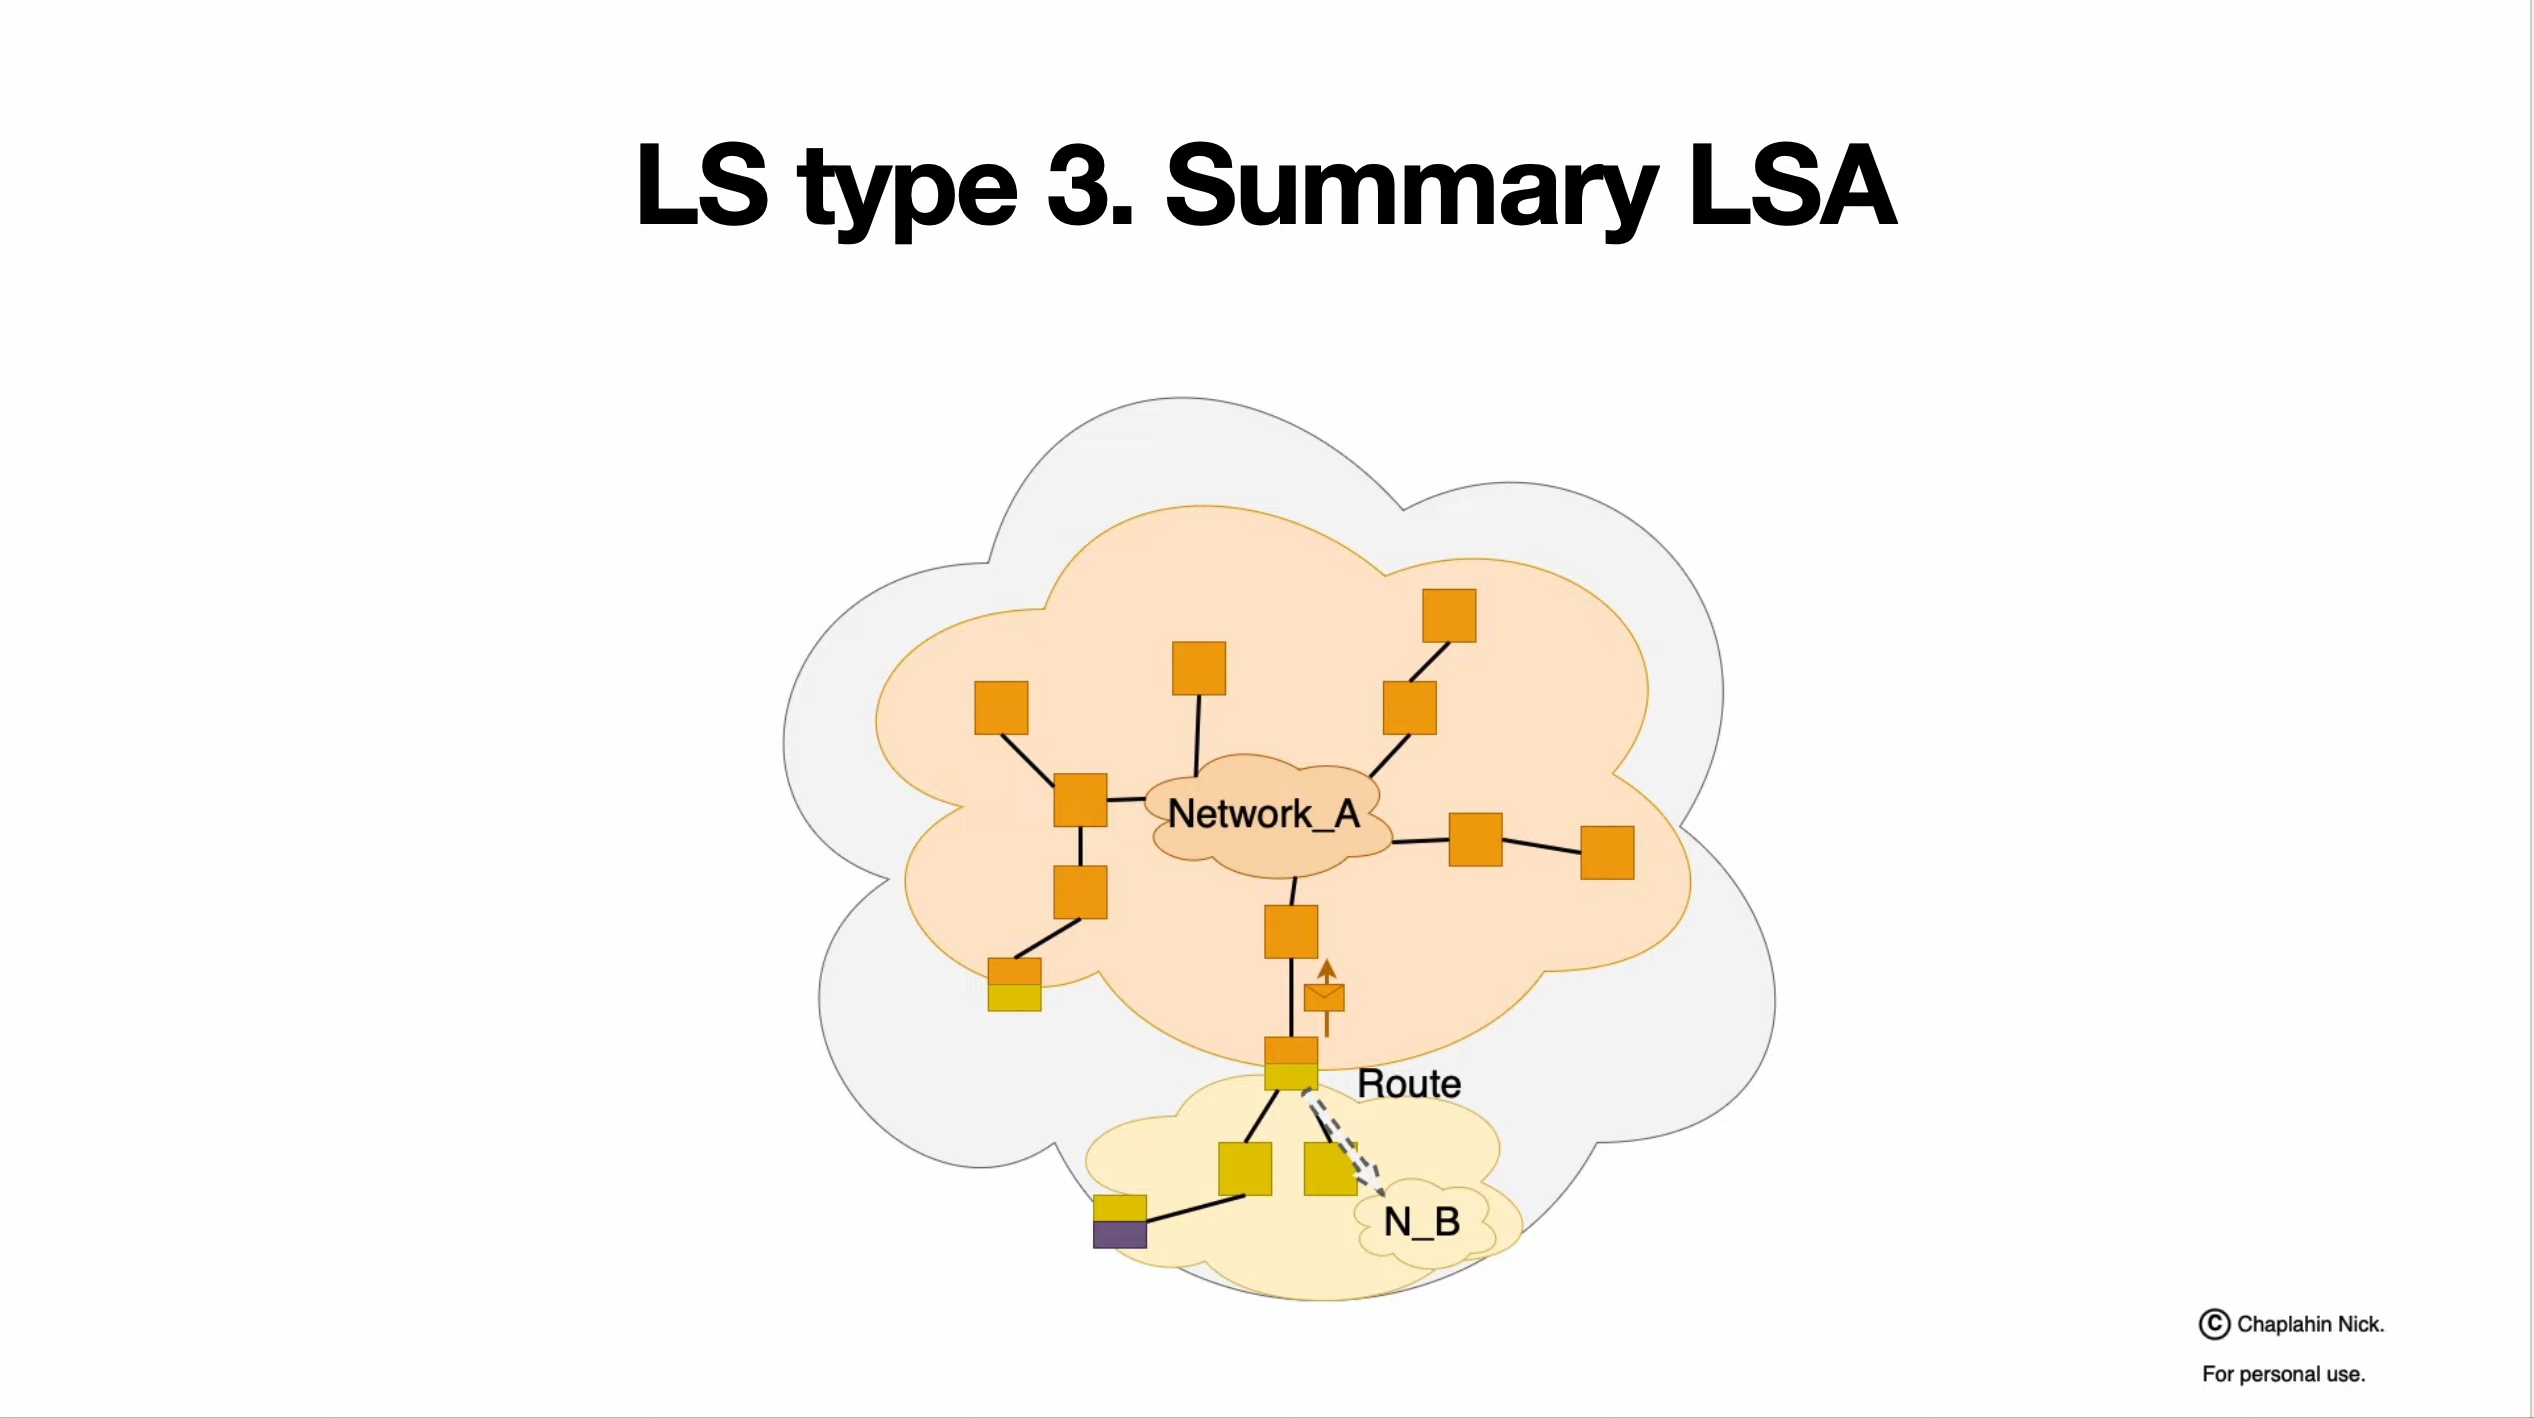 LS type 3. Summary LSA
Network_A
Route
N_B
© Chaplahin Nick.
For personal use.